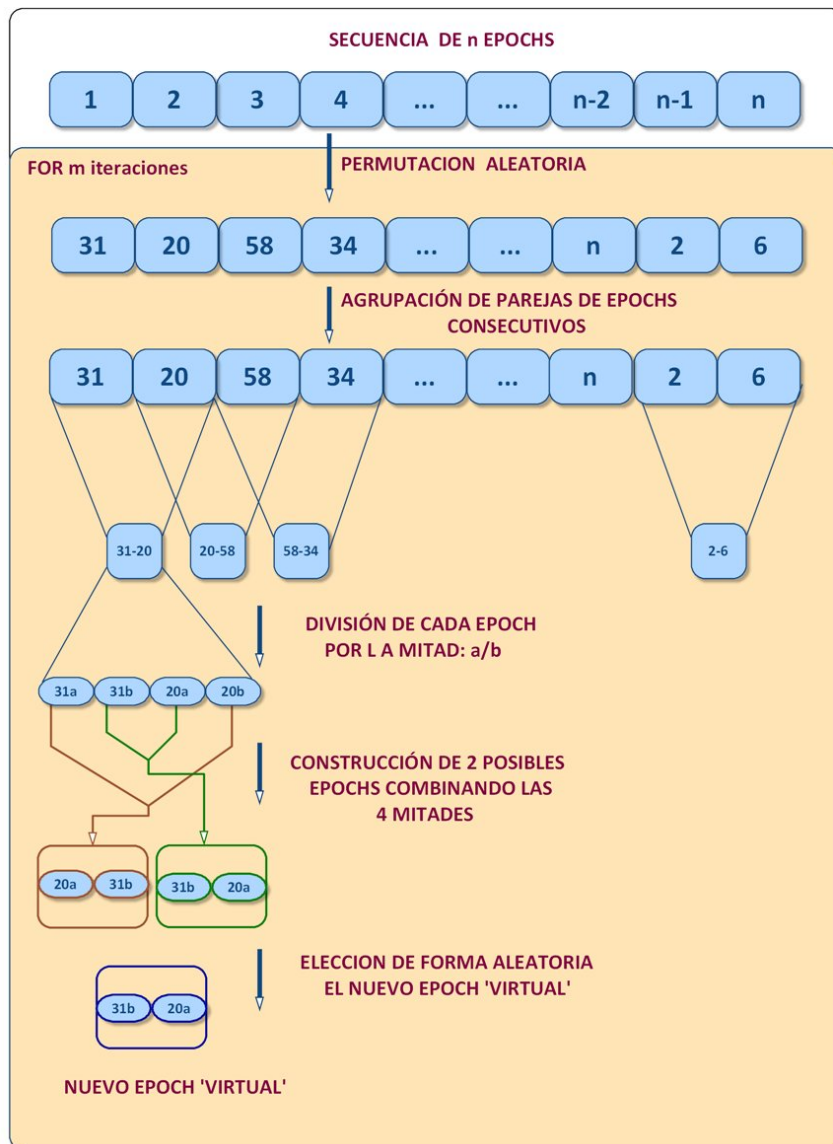 SECUENCIA DE n EPOCHS
1 2 3 4 ... ... n-2 n-1 n
FOR m iteraciones
PERMUTACION ALEATORIA
31 20 58 34 ... ... n 2 6
AGRUPACIÓN DE PAREJAS DE EPOCHS
CONSECUTIVOS
31 20 58 34 ... ... n 2 6
31-20 20-58 58-34 2-6
DIVISIÓN DE CADA EPOCH
POR L A MITAD: a/b
31a 31b 20a 20b
CONSTRUCCIÓN DE 2 POSIBLES
EPOCHS COMBINANDO LAS
4 MITADES
20a 31b 31b 20a
ELECCION DE FORMA ALEATORIA
EL NUEVO EPOCH 'VIRTUAL'
31b 20a
NUEVO EPOCH 'VIRTUAL'